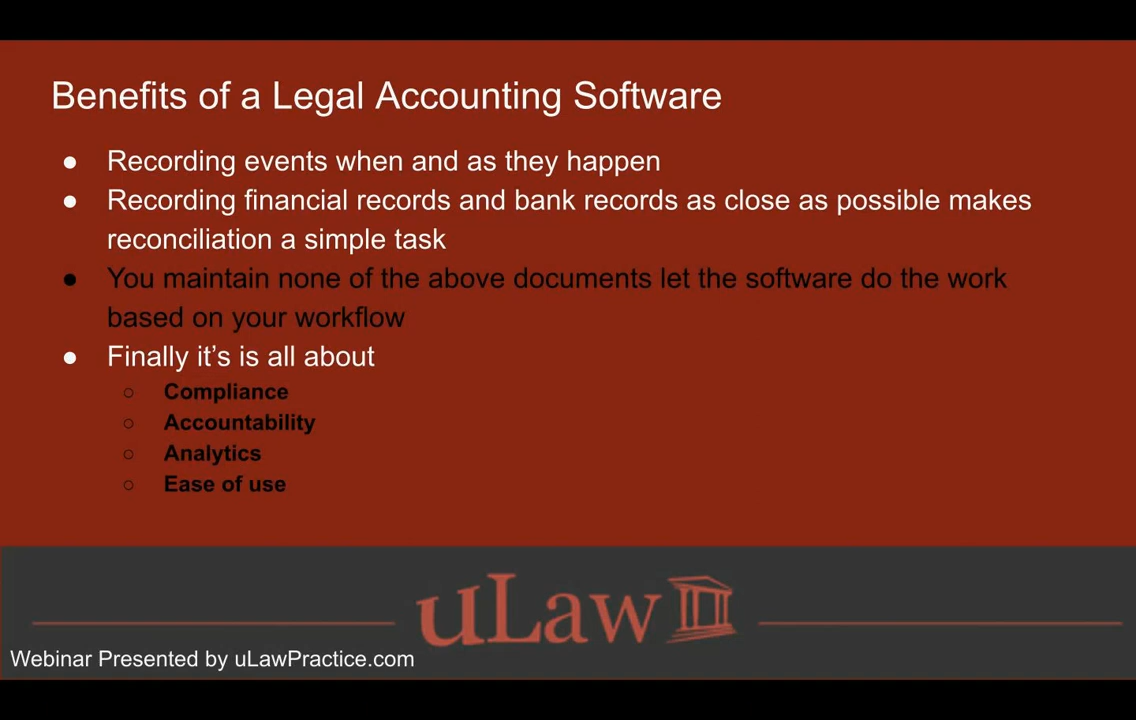 Benefits of a Legal Accounting Software
● Recording events when and as they happen
● Recording financial records and bank records as close as possible makes
reconciliation a simple task
● You maintain none of the above documents let the software do the work
based on your workflow
● Finally it’s is all about
○ Compliance
○ Accountability
○ Analytics
○ Ease of use
uLaw
Webinar Presented by uLawPractice.com